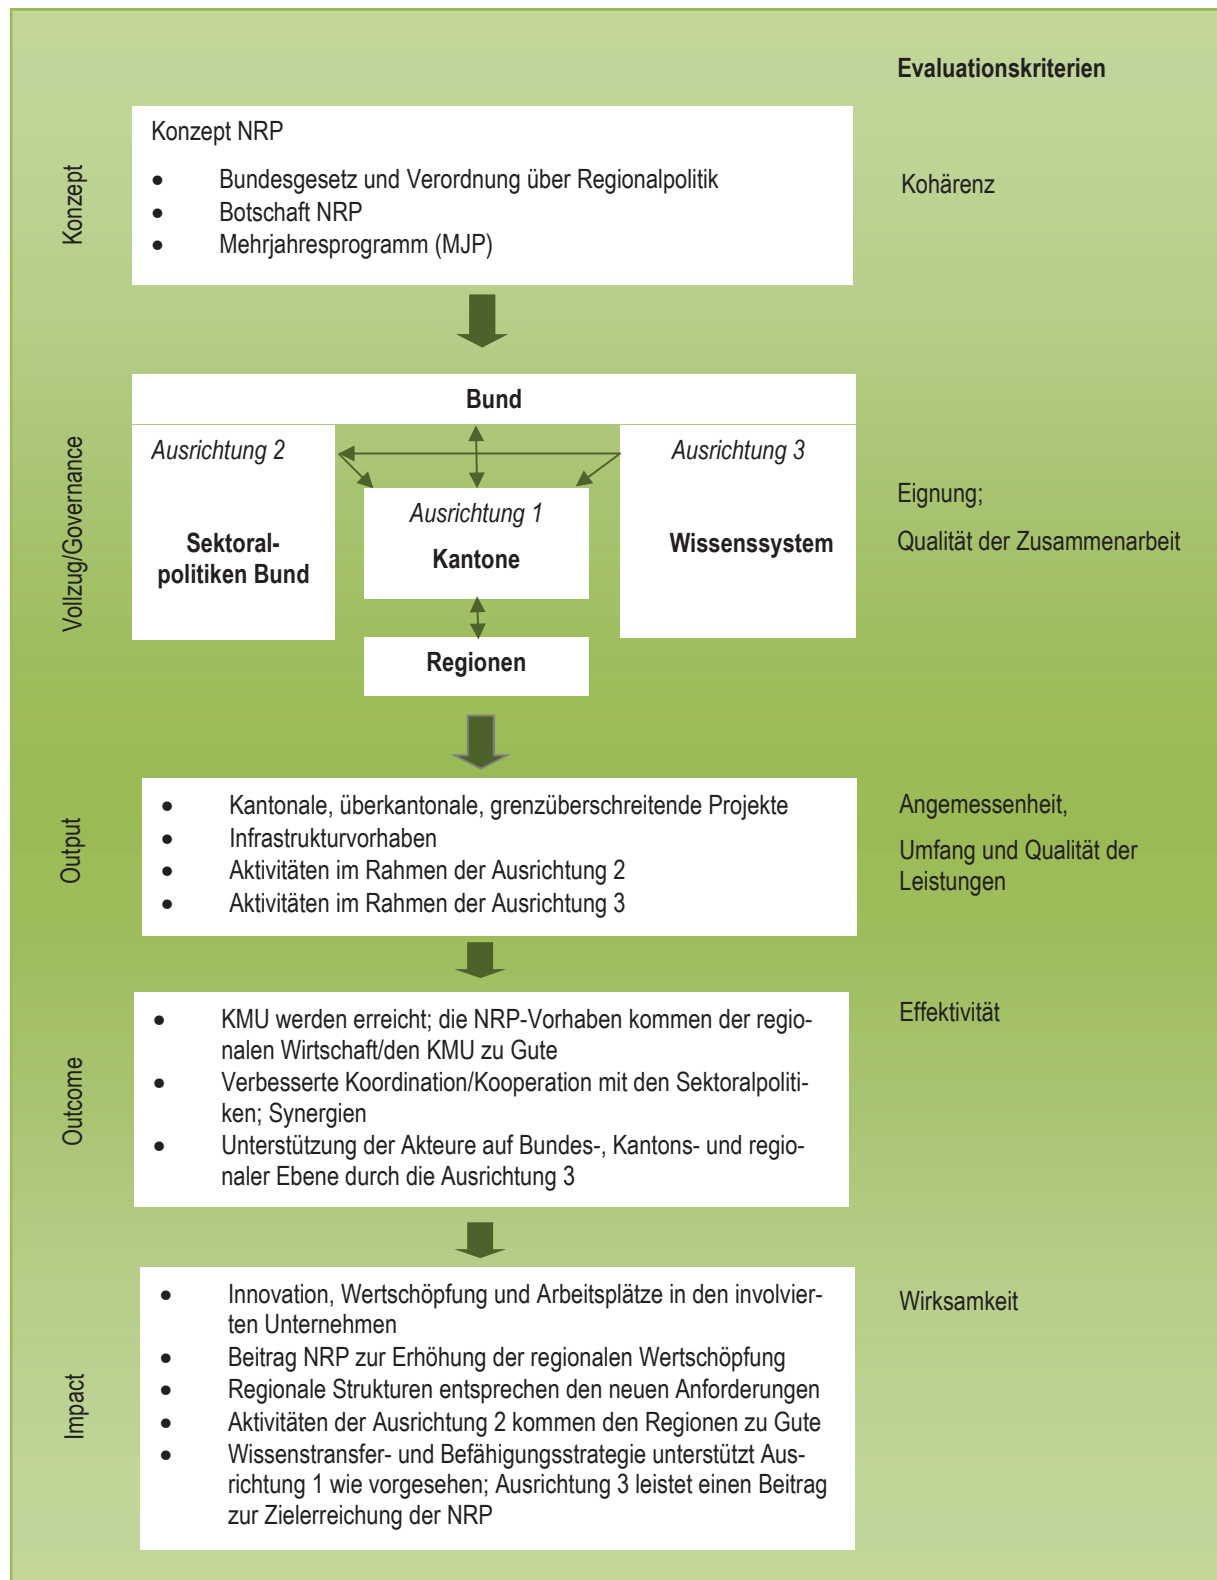 Evaluationskriterien
Konzept
Konzept NRP
• Bundesgesetz und Verordnung über Regionalpolitik
• Botschaft NRP
• Mehrjahresprogramm (MJP)
Kohärenz
Vollzug/Governance
Bund
Ausrichtung 2
Sektoral-
politiken Bund
Ausrichtung 1
Kantone
Ausrichtung 3
Wissenssystem
Regionen
Eignung;
Qualität der Zusammenarbeit
Output
• Kantonale, überkantonale, grenzüberschreitende Projekte
• Infrastrukturvorhaben
• Aktivitäten im Rahmen der Ausrichtung 2
• Aktivitäten im Rahmen der Ausrichtung 3
Angemessenheit,
Umfang und Qualität der
Leistungen
Outcome
• KMU werden erreicht; die NRP-Vorhaben kommen der regio-
nalen Wirtschaft/den KMU zu Gute
• Verbesserte Koordination/Kooperation mit den Sektoralpoliti-
ken; Synergien
• Unterstützung der Akteure auf Bundes-, Kantons- und regio-
naler Ebene durch die Ausrichtung 3
Effektivität
Impact
• Innovation, Wertschöpfung und Arbeitsplätze in den involvier-
ten Unternehmen
• Beitrag NRP zur Erhöhung der regionalen Wertschöpfung
• Regionale Strukturen entsprechen den neuen Anforderungen
• Aktivitäten der Ausrichtung 2 kommen den Regionen zu Gute
• Wissenstransfer- und Befähigungsstrategie unterstützt Aus-
richtung 1 wie vorgesehen; Ausrichtung 3 leistet einen Beitrag
zur Zielerreichung der NRP
Wirksamkeit